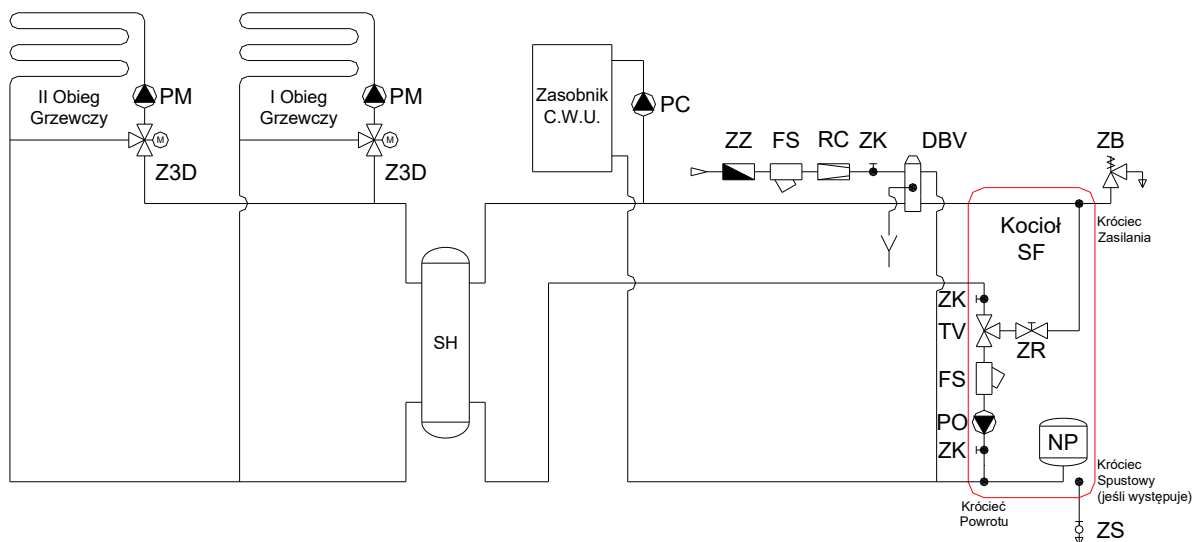 II Obieg
Grzewczy
PM
M
Z3D
I Obieg
Grzewczy
PM
M
Z3D
Zasobnik
C.W.U.
PC
ZZ
FS
RC
ZK
DBV
ZB
Króciec
Zasilania
Kocioł
SF
SH
ZK
TV
ZR
FS
PO
ZK
NP
Króciec
Spustowy
(jeśli występuje)
Krócieć
Powrotu
ZS